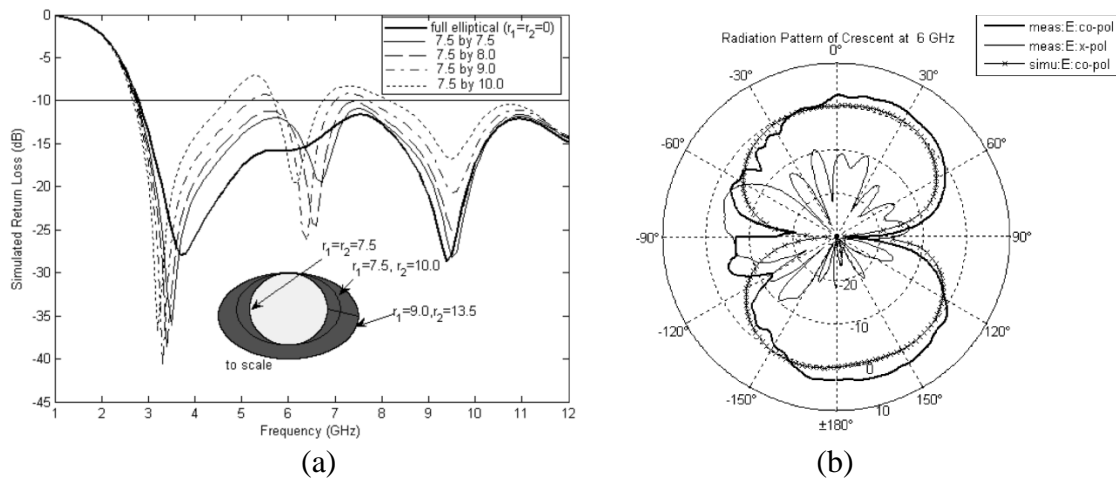 0
-5
-10
-15
-20
-25
-30
-35
-40
-45
Simulated Return Loss (dB)
full elliptical (r1=r2=0)
7.5 by 7.5
7.5 by 8.0
7.5 by 9.0
7.5 by 10.0
r1=r2=7.5
r1=7.5, r2=10.0
r1=9.0,r2=13.5
to scale
1 2 3 4 5 6 7 8 9 10 11 12
Frequency (GHz)
(a)
meas:E:co-pol
meas:E:x-pol
simu:E:co-pol
Radiation Pattern of Crescent at 6 GHz
0°
-30° 30°
-60° 60°
-90° 90°
-20
-10
-120° 120°
0
-150° 10 150°
±180°
(b)